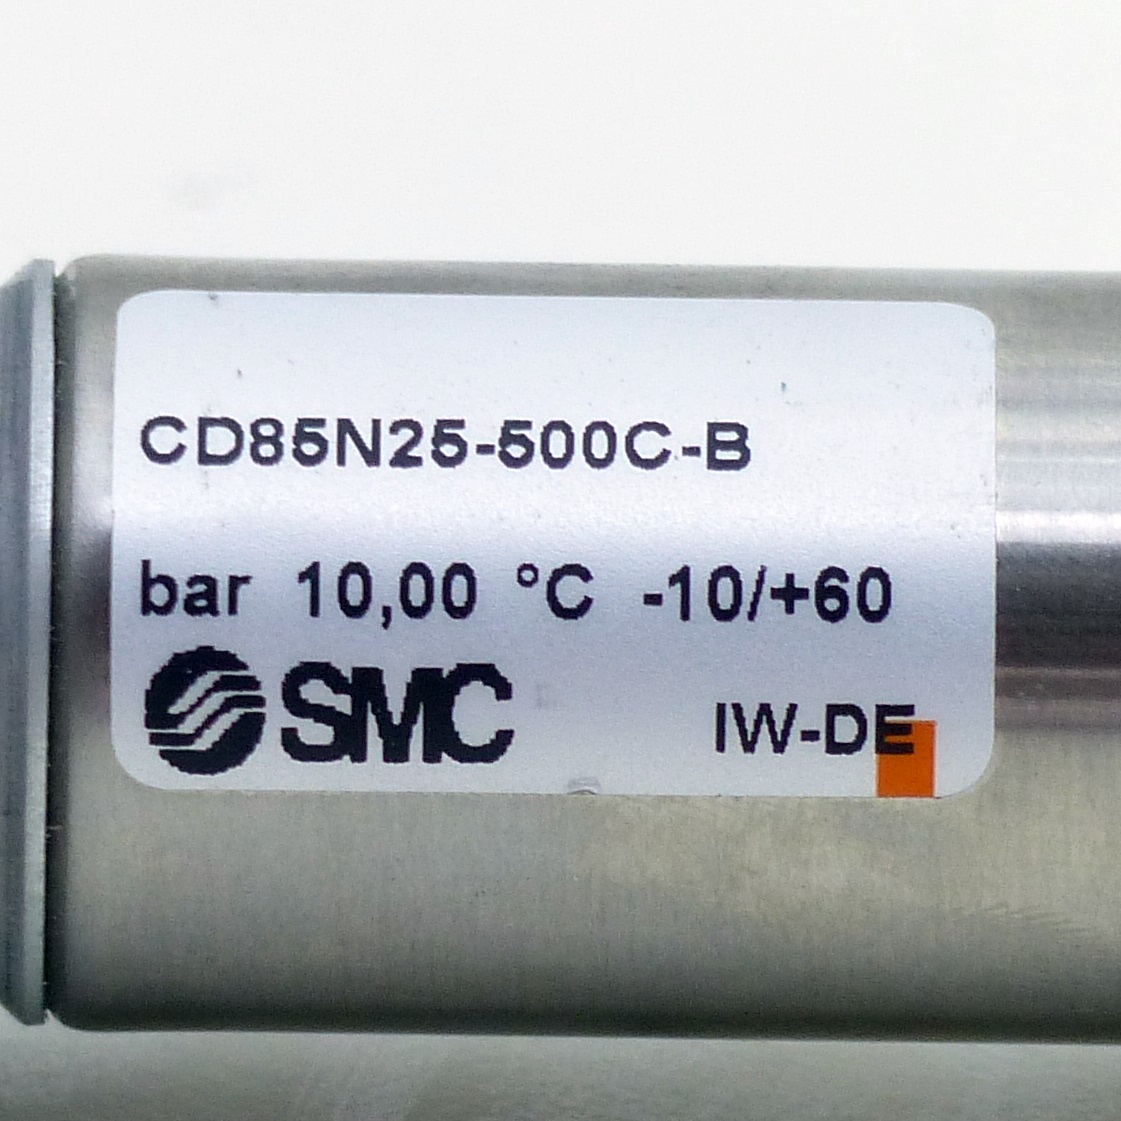 CD85N25-500C-B
bar 10,00 °C -10/+60
SMC IW-DE